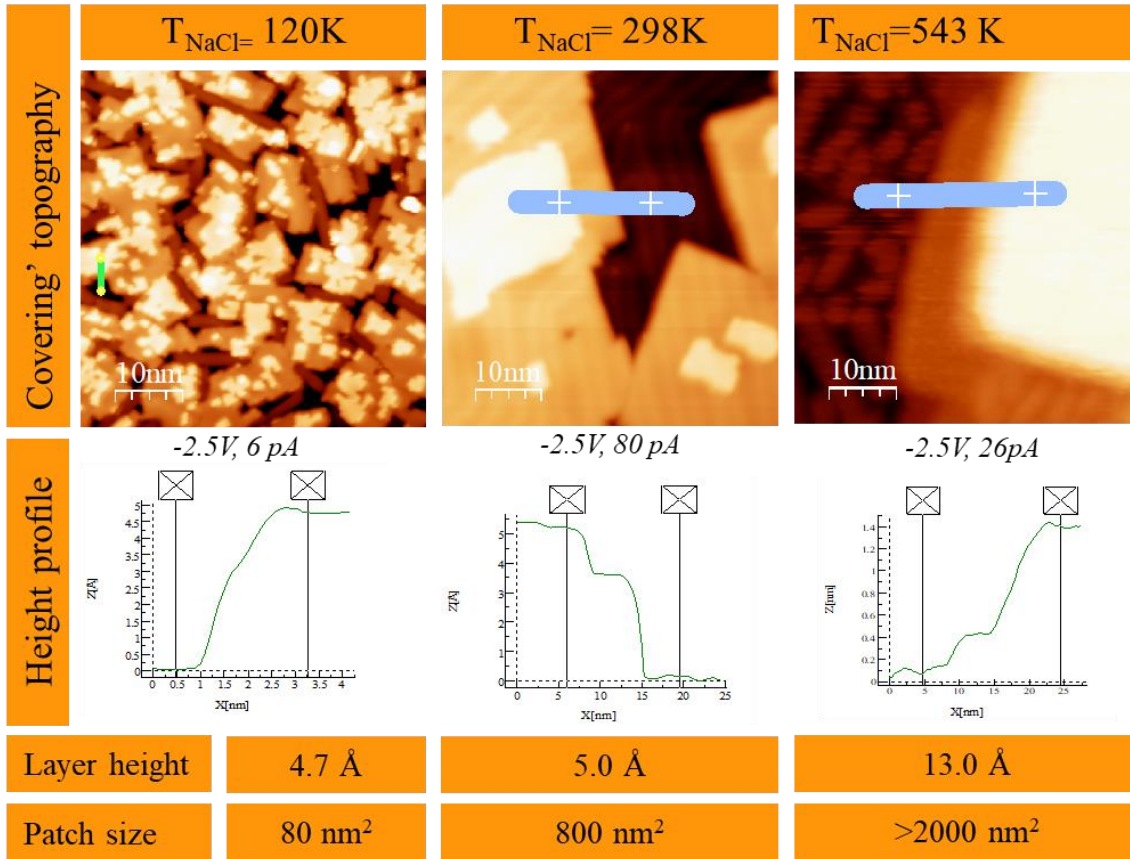 T_NaCl= 120K
T_NaCl= 298K
T_NaCl=543 K
Covering' topography
10nm
10nm
10nm
-2.5V, 6 pA
-2.5V, 80 pA
-2.5V, 26pA
Height profile
5
4.5
4
3.5
3
2.5
2
1.5
1
0.5
0
Z[Å]
0 0.5 1 1.5 2 2.5 3 3.5 4
X[nm]
5
4
3
2
1
0
Z[Å]
0 5 10 15 20 25
X[nm]
1.4
1.2
1
0.8
0.6
0.4
0.2
0
Z[nm]
0 5 10 15 20 25
X[nm]
Layer height 4.7 Å 5.0 Å 13.0 Å
Patch size 80 nm² 800 nm² >2000 nm²